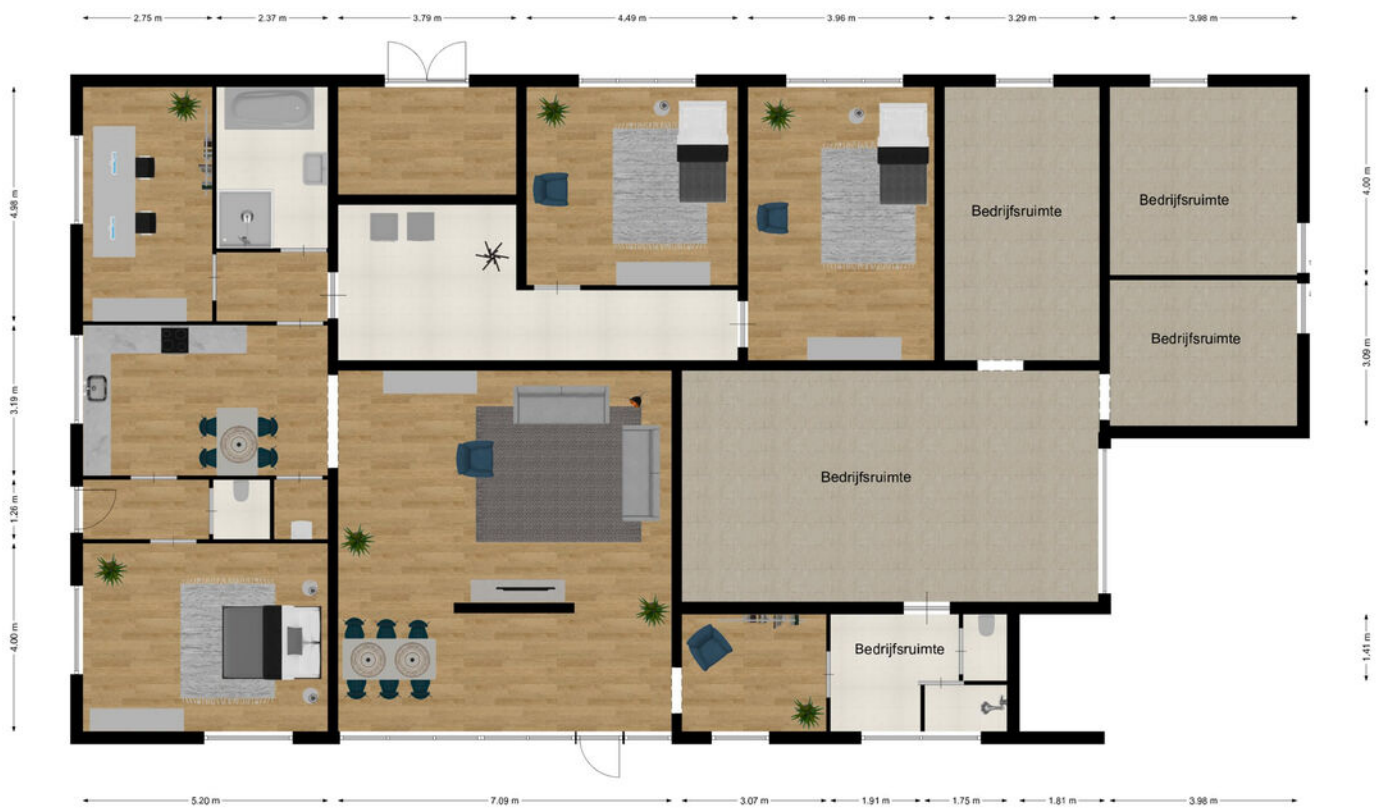 2.75 m
2.37 m
3.79 m
4.49 m
3.96 m
3.29 m
3.98 m
4.98 m
3.19 m
1.26 m
4.00 m
4.00 m
3.09 m
1.41 m
Bedrijfsruimte
Bedrijfsruimte
Bedrijfsruimte
Bedrijfsruimte
Bedrijfsruimte
5.20 m
7.09 m
3.07 m
1.91 m
1.75 m
1.81 m
3.98 m